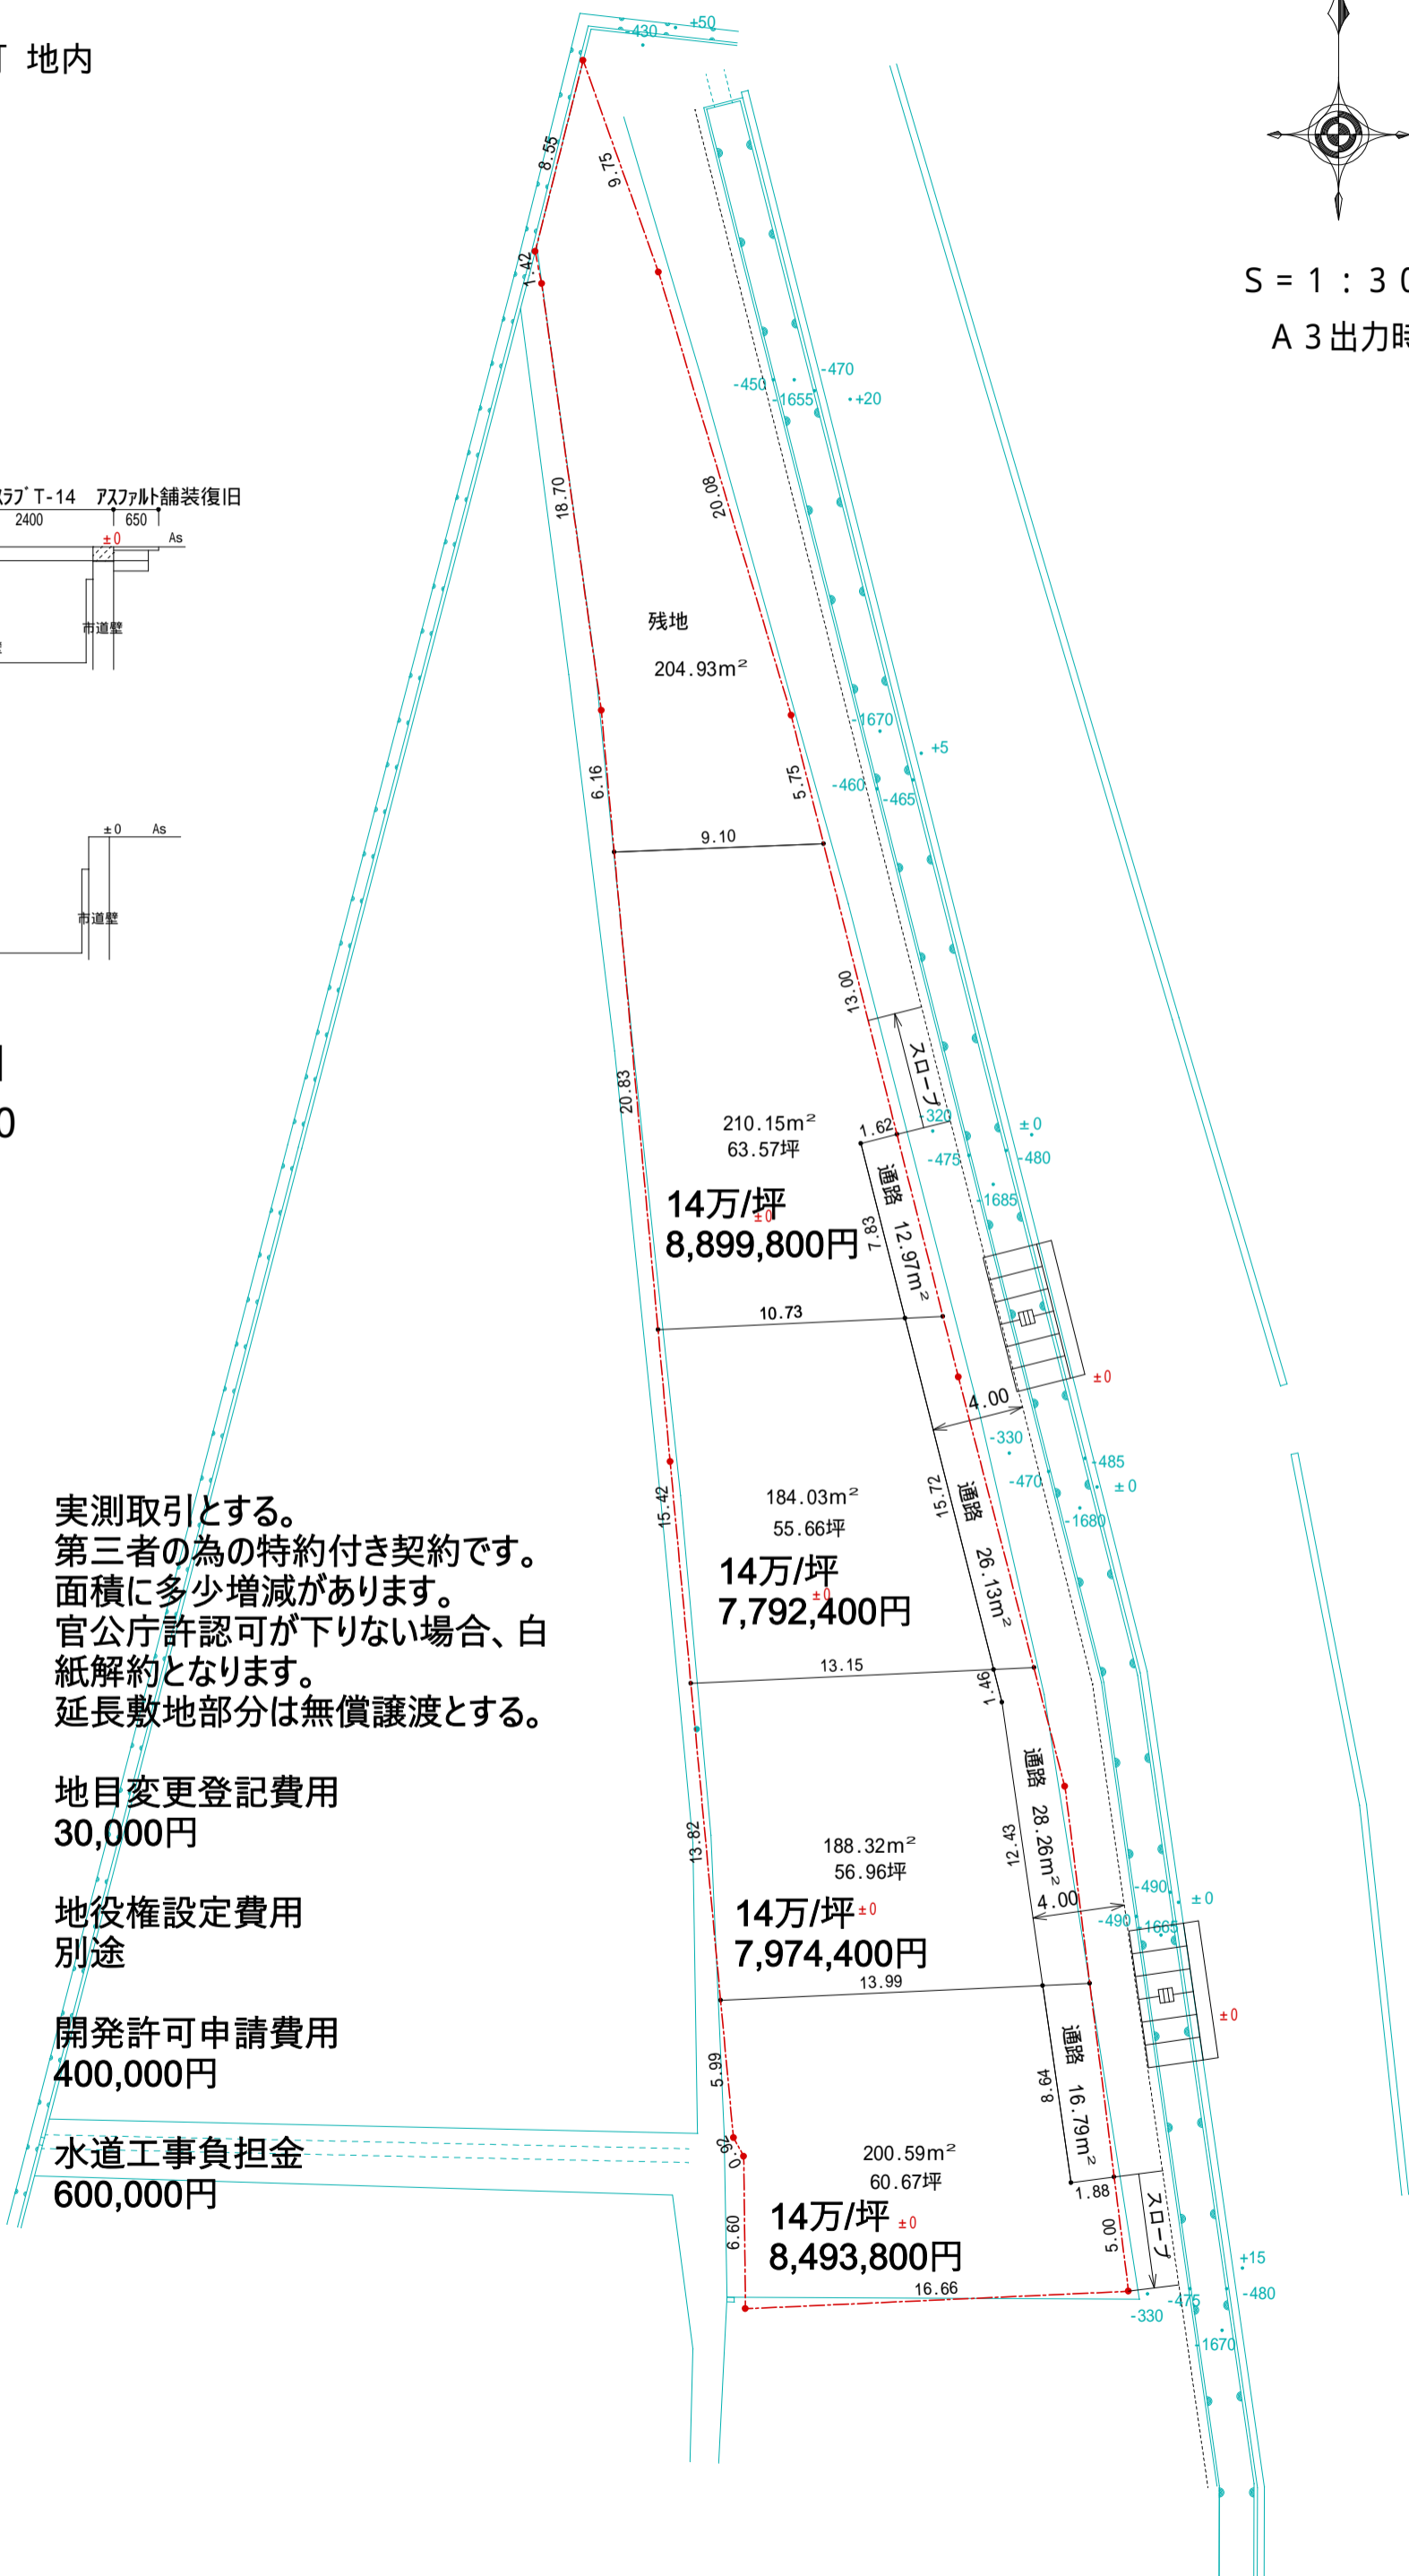 地内
S = 1 : 3 0
A 3 出力時
+50
-430
8.55
9.75
1.42
-470
-450
-1655
+20
18.70
20.08
T-14 アスファルト舗装復旧
2400
650
±0
As
市道壁
残地
204.93m²
-1670
+5
-460
-465
6.16
5.75
9.10
±0
As
市道壁
13.00
20.83
スロープ
210.15m²
63.57坪
1.62
-320
±0
-475
-480
-1685
14万/坪
±0
8,899,800円
通路 12.97m²
7.83
10.73
±0
4.00
-330
-470
-485
±0
-1680
15.42
184.03m²
55.66坪
15.72
通路 26.13m²
14万/坪
±0
7,792,400円
13.15
1.46
実測取引とする。
第三者の為の特約付き契約です。
面積に多少増減があります。
官公庁許認可が下りない場合、白
紙解約となります。
延長敷地部分は無償譲渡とする。
地目変更登記費用
30,000円
地役権設定費用
別途
開発許可申請費用
400,000円
水道工事負担金
600,000円
13.82
188.32m²
56.96坪
12.43
通路 28.26m²
4.00
-490
±0
-490
-1665
14万/坪
±0
7,974,400円
13.99
±0
5.99
0.92
8.64
通路 16.79m²
200.59m²
60.67坪
1.88
6.60
14万/坪
±0
8,493,800円
5.00
スロープ
16.66
+15
-475
-480
-330
-1670